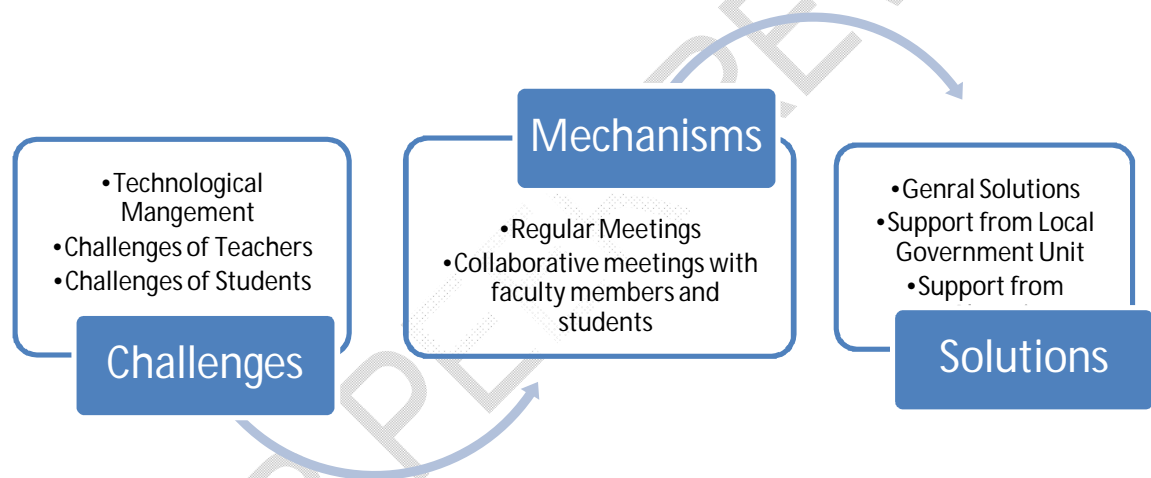 •Technological
Mangement
•Challenges of Teachers
•Challenges of Students
Challenges
Mechanisms
•Regular Meetings
•Collaborative meetings with
faculty members and
students
•Genral Solutions
•Support from Local
Government Unit
•Support from
Solutions